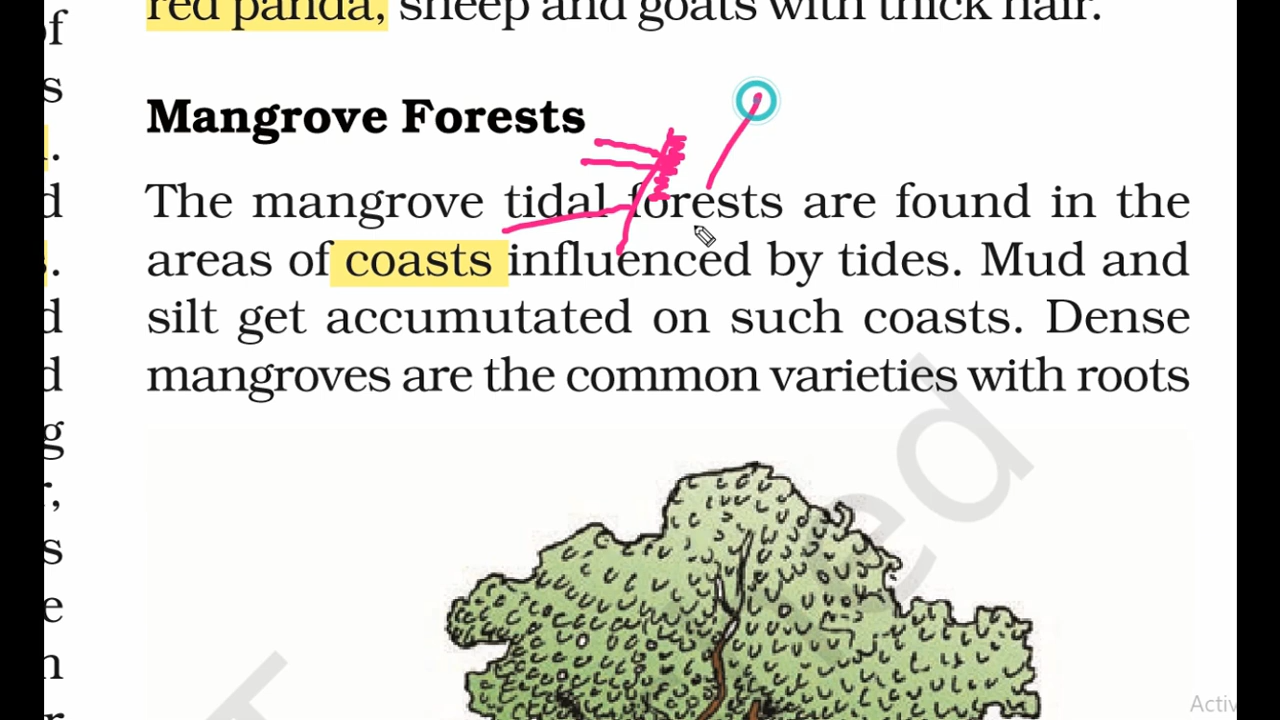 red panda, sheep and goats with thick hair.
Mangrove Forests
The mangrove tidal forests are found in the
areas of coasts influenced by tides. Mud and
silt get accumutated on such coasts. Dense
mangroves are the common varieties with roots